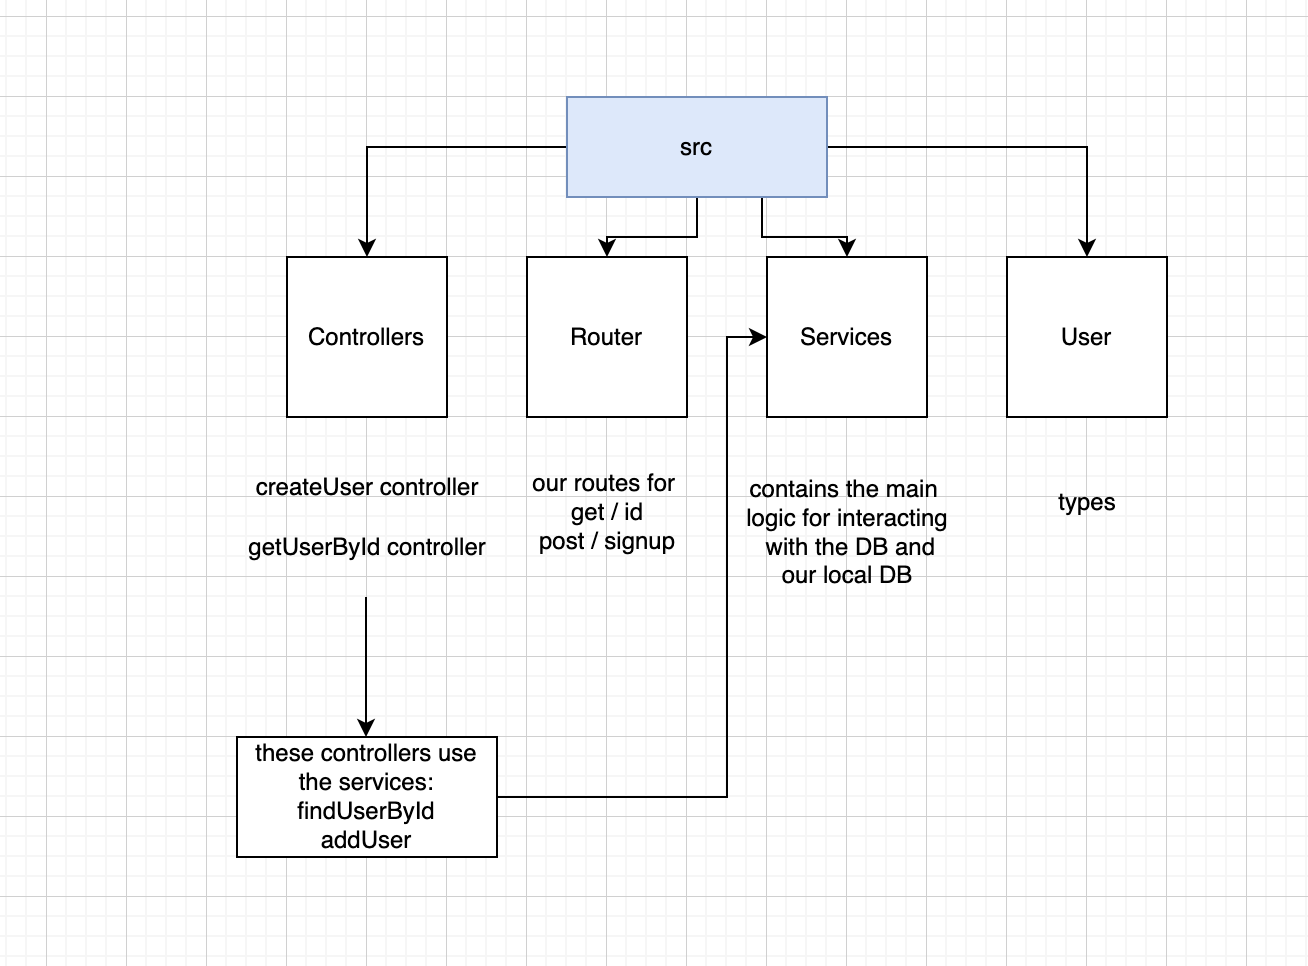 src
Controllers
Router
Services
User
createUser controller
getUserById controller
our routes for
get / id
post / signup
contains the main
logic for interacting
with the DB and
our local DB
types
these controllers use
the services:
findUserById
addUser